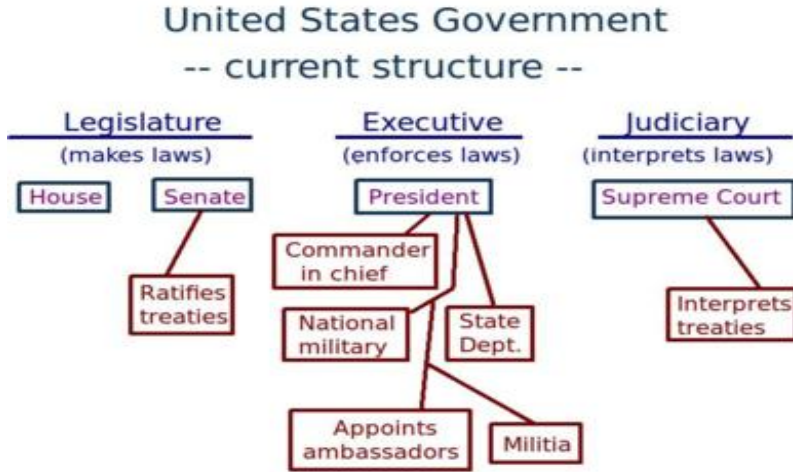 United States Government
-- current structure --
Legislature
(makes laws)
House
Senate
Ratifies
treaties
Executive
(enforces laws)
President
Commander
in chief
National
military
State
Dept.
Appoints
ambassadors
Militia
Judiciary
(interprets laws)
Supreme Court
Interprets
treaties